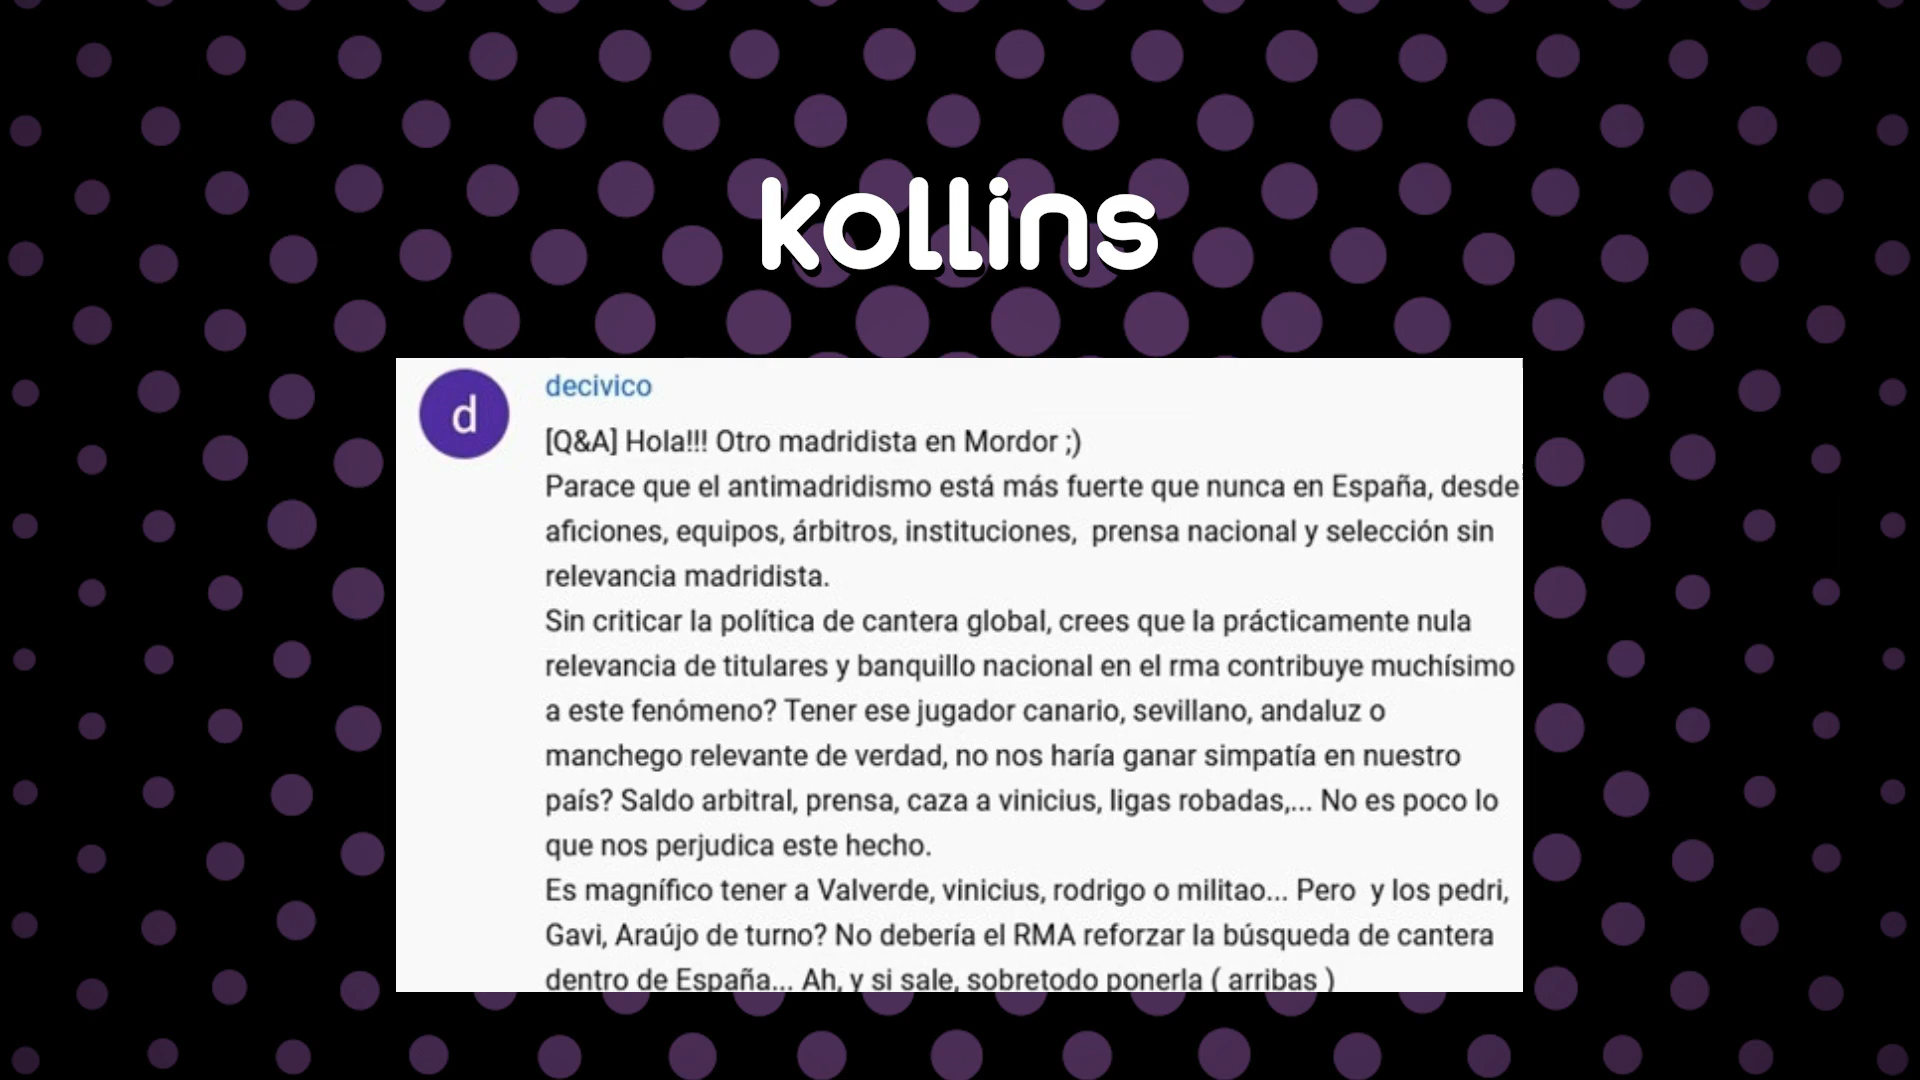 kollins
d
decivico
[Q&A] Hola!!! Otro madridista en Mordor ;)
Parace que el antimadridismo está más fuerte que nunca en España, desde
aficiones, equipos, árbitros, instituciones,  prensa nacional y selección sin
relevancia madridista.
Sin criticar la política de cantera global, crees que la prácticamente nula
relevancia de titulares y banquillo nacional en el rma contribuye muchísimo
a este fenómeno? Tener ese jugador canario, sevillano, andaluz o
manchego relevante de verdad, no nos haría ganar simpatía en nuestro
país? Saldo arbitral, prensa, caza a vinicius, ligas robadas,... No es poco lo
que nos perjudica este hecho.
Es magnífico tener a Valverde, vinicius, rodrigo o militao... Pero  y los pedri,
Gavi, Araújo de turno? No debería el RMA reforzar la búsqueda de cantera
dentro de España... Ah, y si sale, sobretodo ponerla ( arribas )